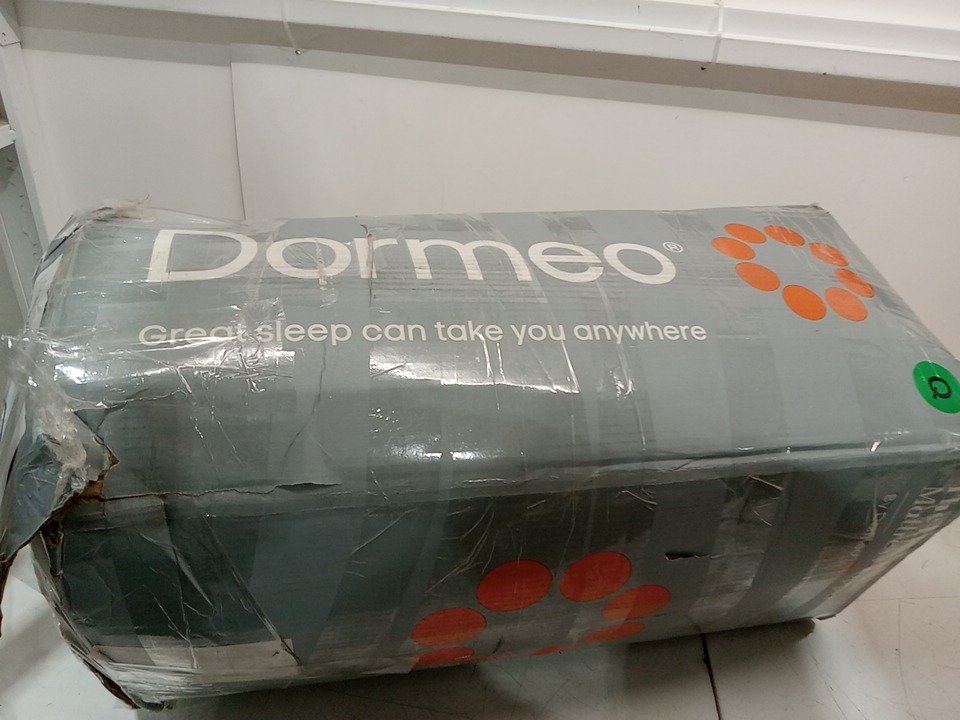 Dormeo®
Great sleep can take you anywhere
Q